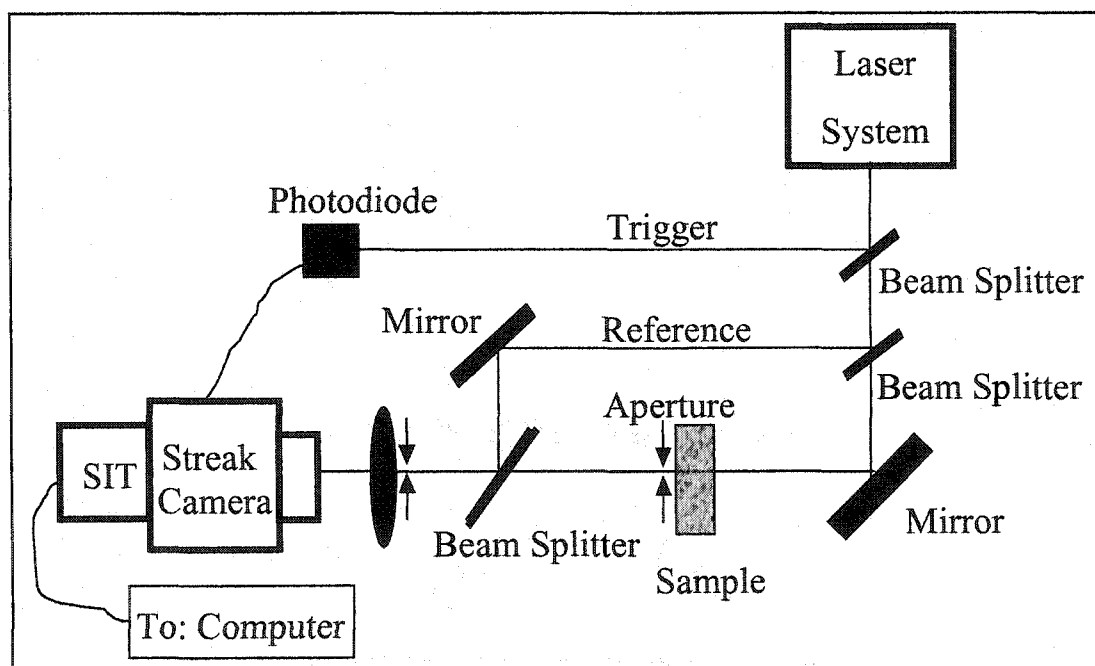 Laser
System
Photodiode
Trigger
Beam Splitter
Mirror
Reference
Beam Splitter
Aperture
SIT
Streak
Camera
Beam Splitter
Sample
Mirror
To: Computer